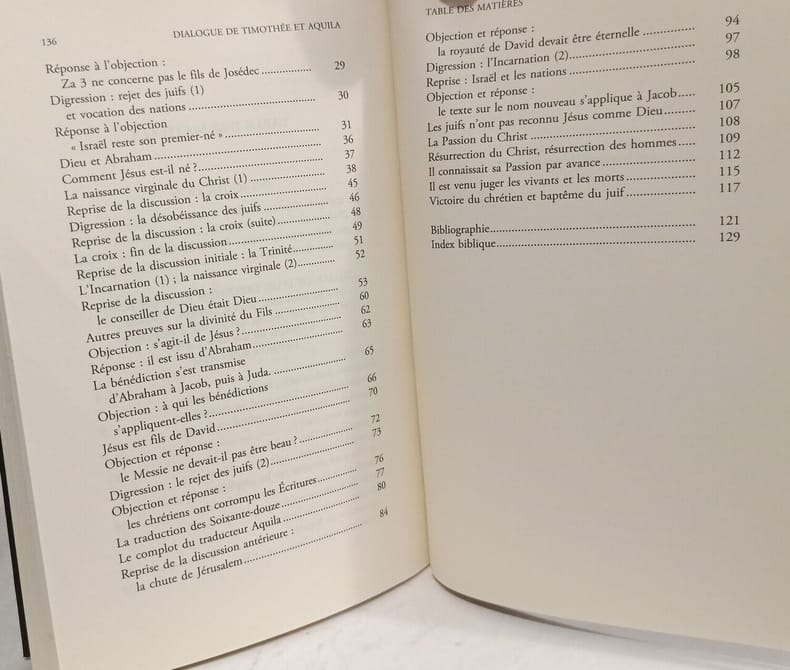 136 DIALOGUE DE TIMOTHÉE ET AQUILA
Réponse à l'objection :
Za 3 ne concerne pas le fils de Josédec ................ 29
Digression : rejet des juifs (1)
et vocation des nations ................ 30
Réponse à l'objection
« Israël reste son premier-né » ................ 31
Dieu et Abraham ................ 36
Comment Jésus est-il né ? ................ 37
La naissance virginale du Christ (1) ................ 38
Reprise de la discussion : la croix ................ 45
Digression : la désobéissance des juifs ................ 46
Reprise de la discussion : la croix (suite) ................ 48
La croix : fin de la discussion ................ 49
Reprise de la discussion initiale : la Trinité ................ 51
L'Incarnation (1) ; la naissance virginale (2) ................ 52
Reprise de la discussion :
le conseiller de Dieu était Dieu ................ 53
Autres preuves sur la divinité du Fils ................ 60
Objection : s'agit-il de Jésus ? ................ 62
Réponse : il est issu d'Abraham ................ 63
La bénédiction s'est transmise
d'Abraham à Jacob, puis à Juda. ................ 65
Objection : à qui les bénédictions
s'appliquent-elles ? ................ 66
Jésus est fils de David ................ 70
Objection et réponse :
le Messie ne devait-il pas être beau ? ................ 72
Digression : le rejet des juifs (2) ................ 73
Objection et réponse :
les chrétiens ont corrompu les Écritures ................ 76
La traduction des Soixante-douze ................ 77
Le complot du traducteur Aquila ................ 80
Reprise de la discussion antérieure :
la chute de Jérusalem ................ 84
TABLE DES MATIÈRES
Objection et réponse :
la royauté de David devait être éternelle ................ 94
Digression : l'Incarnation (2) ................ 97
Reprise : Israël et les nations ................ 98
Objection et réponse :
le texte sur le nom nouveau s'applique à Jacob ..... 105
Les juifs n'ont pas reconnu Jésus comme Dieu ....... 107
La Passion du Christ ................ 108
Résurrection du Christ, résurrection des hommes ..... 109
Il connaissait sa Passion par avance ................ 112
Il est venu juger les vivants et les morts ................ 115
Victoire du chrétien et baptême du juif ................ 117
Bibliographie ................ 121
Index biblique ................ 129